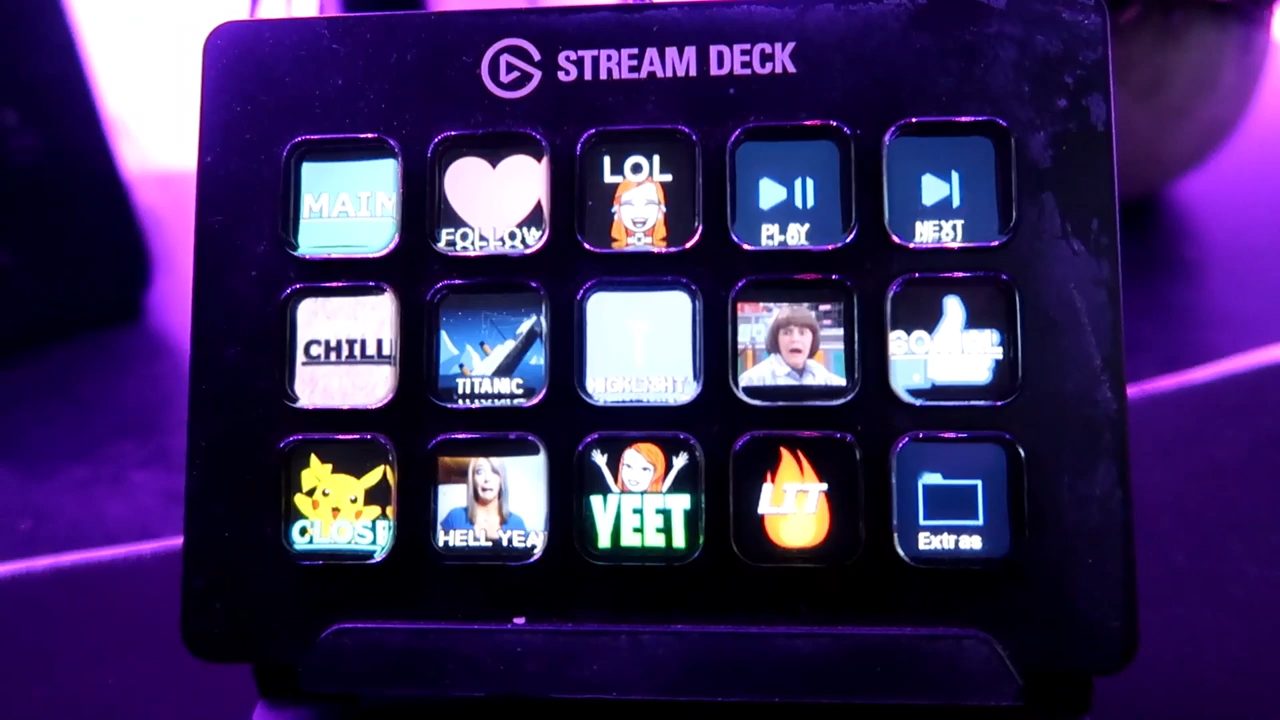 STREAM DECK
MAIN
FOLLOW
LOL
PLAY
NEXT
CHILL
TITANIC
HIGHLIGHT
CLOSE
HELL YEA
YEET
LIT
Extras